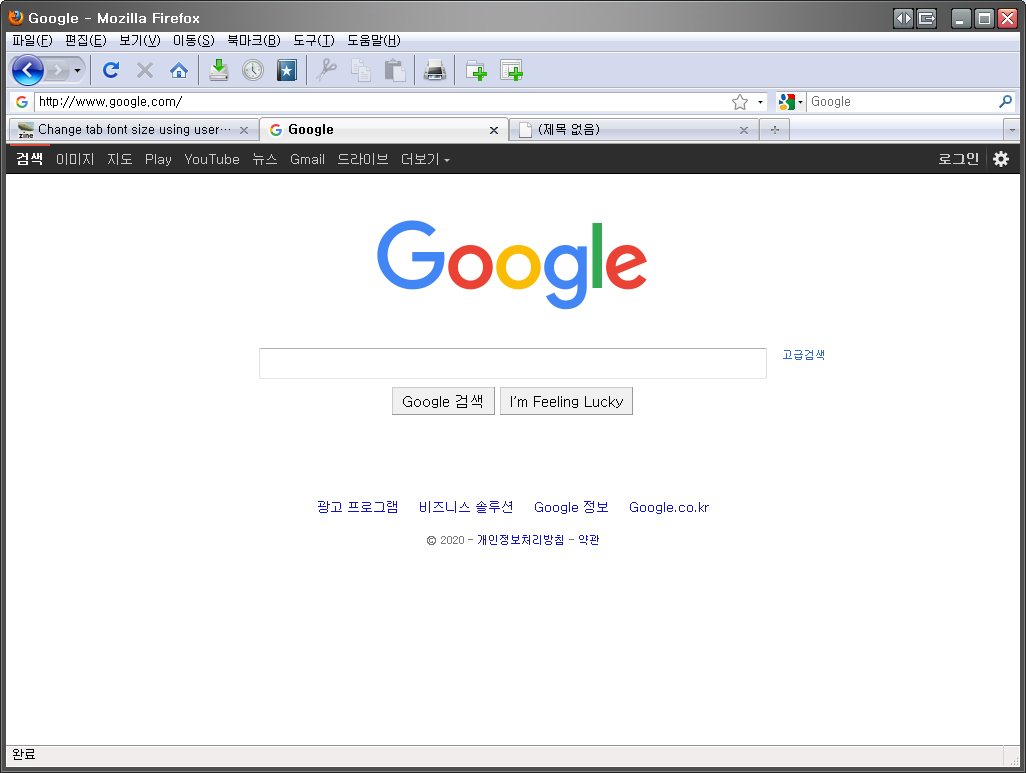 Google - Mozilla Firefox
파일(F) 편집(E) 보기(V) 이동(S) 북마크(B) 도구(T) 도움말(H)
http://www.google.com/ Google
Change tab font size using user··· Google (제목 없음)
zine
검색 이미지 지도 Play YouTube 뉴스 Gmail 드라이브 더보기 로그인
Google
고급검색
Google 검색 I'm Feeling Lucky
광고 프로그램 비즈니스 솔루션 Google 정보 Google.co.kr
© 2020 - 개인정보처리방침 - 약관
완료